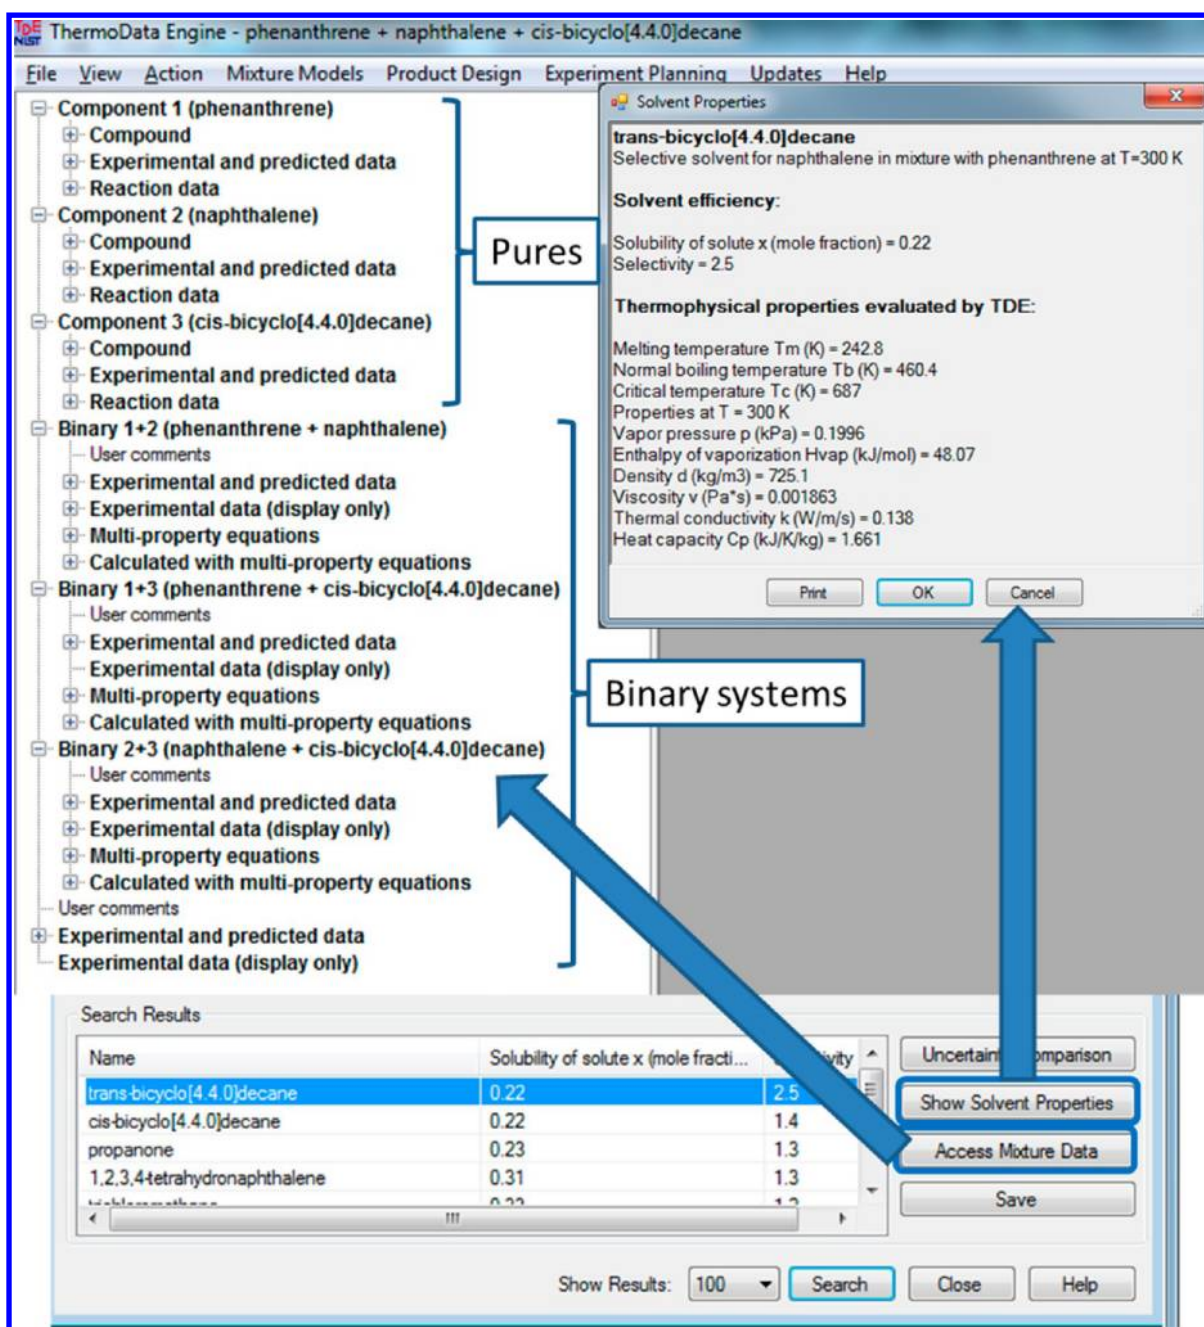 TDE
NIST
ThermoData Engine - phenanthrene + naphthalene + cis-bicyclo[4.4.0]decane
File View Action Mixture Models Product Design Experiment Planning Updates Help
Component 1 (phenanthrene)
Compound
Experimental and predicted data
Reaction data
Component 2 (naphthalene)
Compound
Experimental and predicted data
Reaction data
Component 3 (cis-bicyclo[4.4.0]decane)
Compound
Experimental and predicted data
Reaction data
Binary 1+2 (phenanthrene + naphthalene)
User comments
Experimental and predicted data
Experimental data (display only)
Multi-property equations
Calculated with multi-property equations
Binary 1+3 (phenanthrene + cis-bicyclo[4.4.0]decane)
User comments
Experimental and predicted data
Experimental data (display only)
Multi-property equations
Calculated with multi-property equations
Binary 2+3 (naphthalene + cis-bicyclo[4.4.0]decane)
User comments
Experimental and predicted data
Experimental data (display only)
Multi-property equations
Calculated with multi-property equations
User comments
Experimental and predicted data
Experimental data (display only)
Pures
Binary systems
Solvent Properties
trans-bicyclo[4.4.0]decane
Selective solvent for naphthalene in mixture with phenanthrene at T=300 K
Solvent efficiency:
Solubility of solute x (mole fraction) = 0.22
Selectivity = 2.5
Thermophysical properties evaluated by TDE:
Melting temperature Tm (K) = 242.8
Normal boiling temperature Tb (K) = 460.4
Critical temperature Tc (K) = 687
Properties at T = 300 K
Vapor pressure p (kPa) = 0.1996
Enthalpy of vaporization Hvap (kJ/mol) = 48.07
Density d (kg/m3) = 725.1
Viscosity v (Pa*s) = 0.001863
Thermal conductivity k (W/m/s) = 0.138
Heat capacity Cp (kJ/K/kg) = 1.661
Print OK Cancel
Search Results
Name Solubility of solute x (mole fracti...
trans-bicyclo[4.4.0]decane 0.22 2.5
cis-bicyclo[4.4.0]decane 0.22 1.4
propanone 0.23 1.3
1,2,3,4-tetrahydronaphthalene 0.31 1.3
Show Solvent Properties
Access Mixture Data
Save
Show Results: 100 Search Close Help